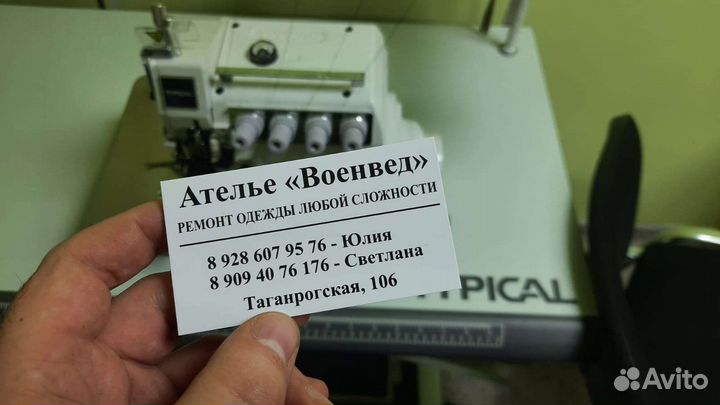 Ателье «Военвед»
РЕМОНТ ОДЕЖДЫ ЛЮБОЙ СЛОЖНОСТИ
8 928 607 95 76 - Юлия
8 909 40 76 176 - Светлана
Таганрогская, 106
TYPICAL
Avito